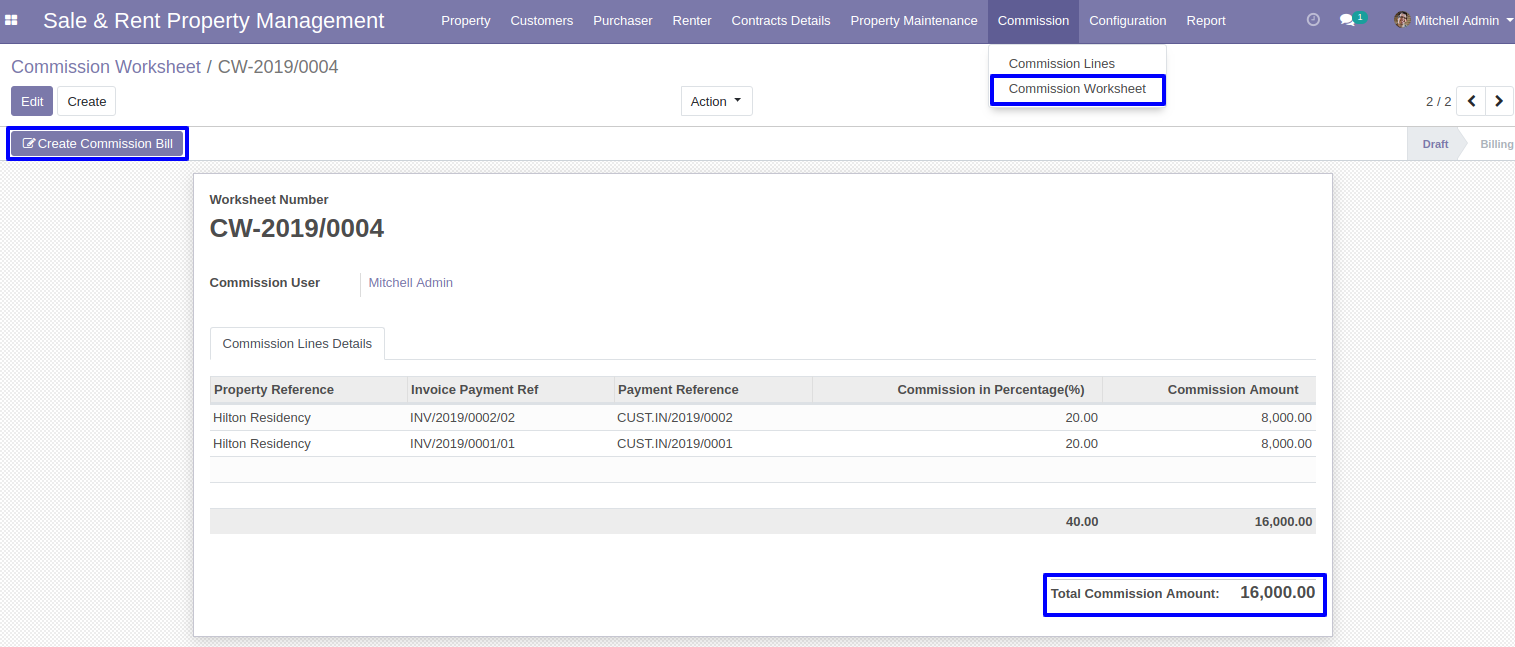 Sale & Rent Property Management Property Customers Purchaser Renter Contracts Details Property Maintenance Commission Configuration Report 1 Mitchell Admin
Commission Lines
Commission Worksheet
Commission Worksheet / CW-2019/0004
Edit Create Action 2 / 2
Create Commission Bill Draft Billing
Worksheet Number
CW-2019/0004
Commission User Mitchell Admin
Commission Lines Details
Property Reference Invoice Payment Ref Payment Reference Commission in Percentage(%) Commission Amount
Hilton Residency INV/2019/0002/02 CUST.IN/2019/0002 20.00 8,000.00
Hilton Residency INV/2019/0001/01 CUST.IN/2019/0001 20.00 8,000.00
40.00 16,000.00
Total Commission Amount: 16,000.00